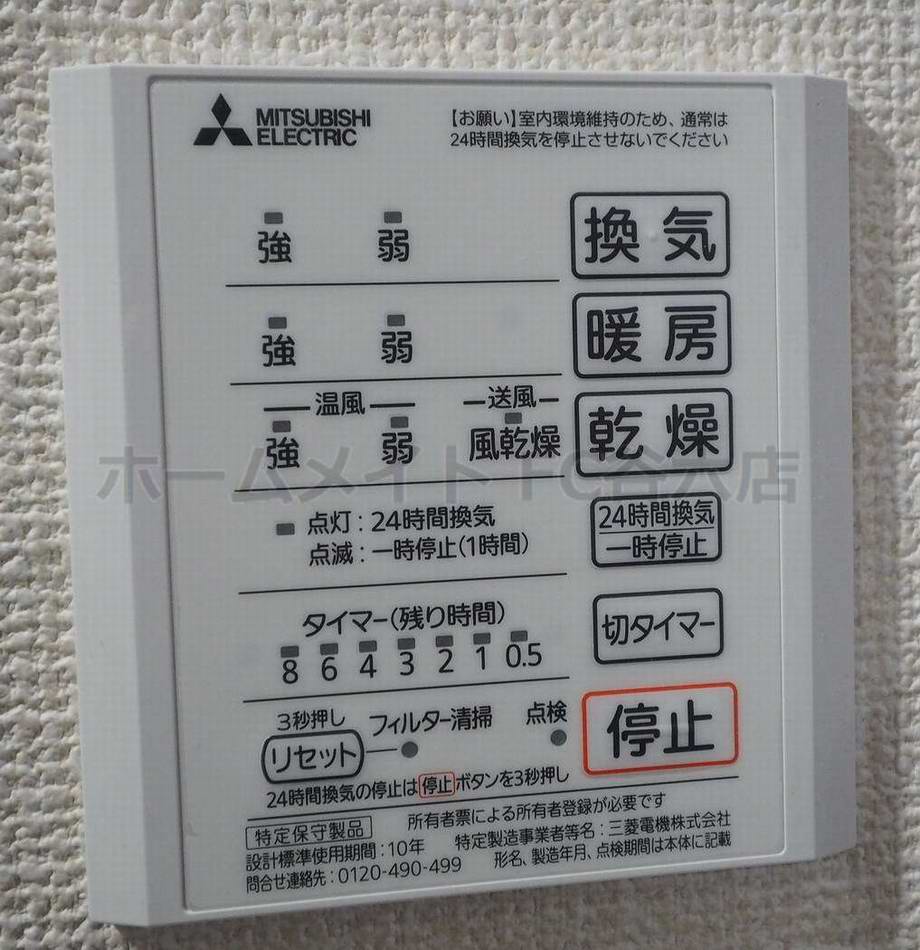 MITSUBISHI
ELECTRIC
【お願い】室内環境維持のため、通常は
24時間換気を停止させないでください
強 弱 換気
強 弱 暖房
温風 送風
強 弱 風乾燥 乾燥
ホームメイトFC谷六店
点灯：24時間換気
点滅：一時停止(1時間)
24時間換気
一時停止
タイマー(残り時間)
8 6 4 3 2 1 0.5
切タイマー
3秒押し フィルター清掃 点検
リセット
停止
24時間換気の停止は停止ボタンを3秒押し
所有者票による所有者登録が必要です
特定保守製品 特定製造事業者等名：三菱電機株式会社
設計標準使用期間：10年 形名、製造年月、点検期間は本体に記載
問合せ連絡先：0120-490-499